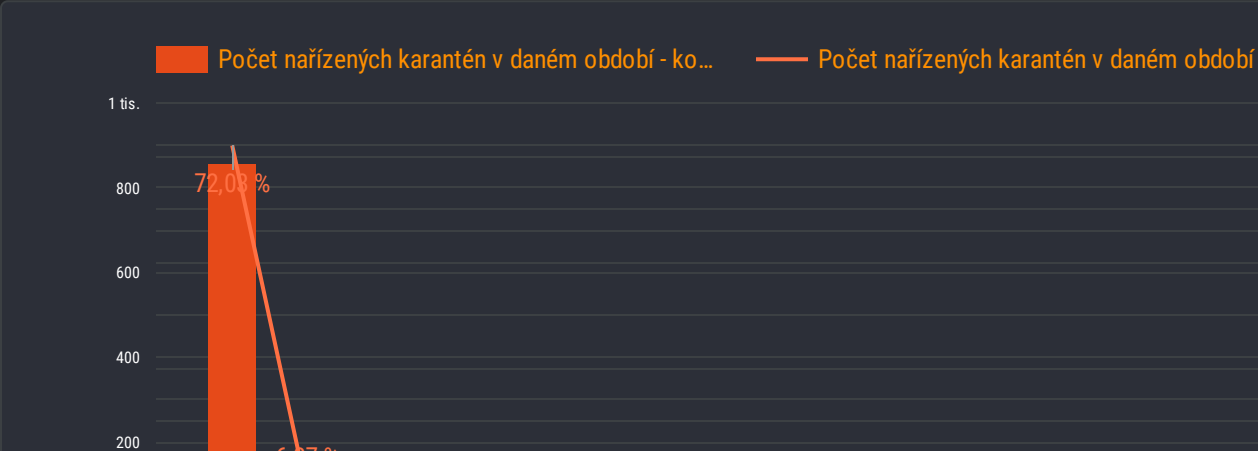 Počet nařízených karantén v daném období - ko…
Počet nařízených karantén v daném období
1 tis.
72,03 %
800
600
400
200